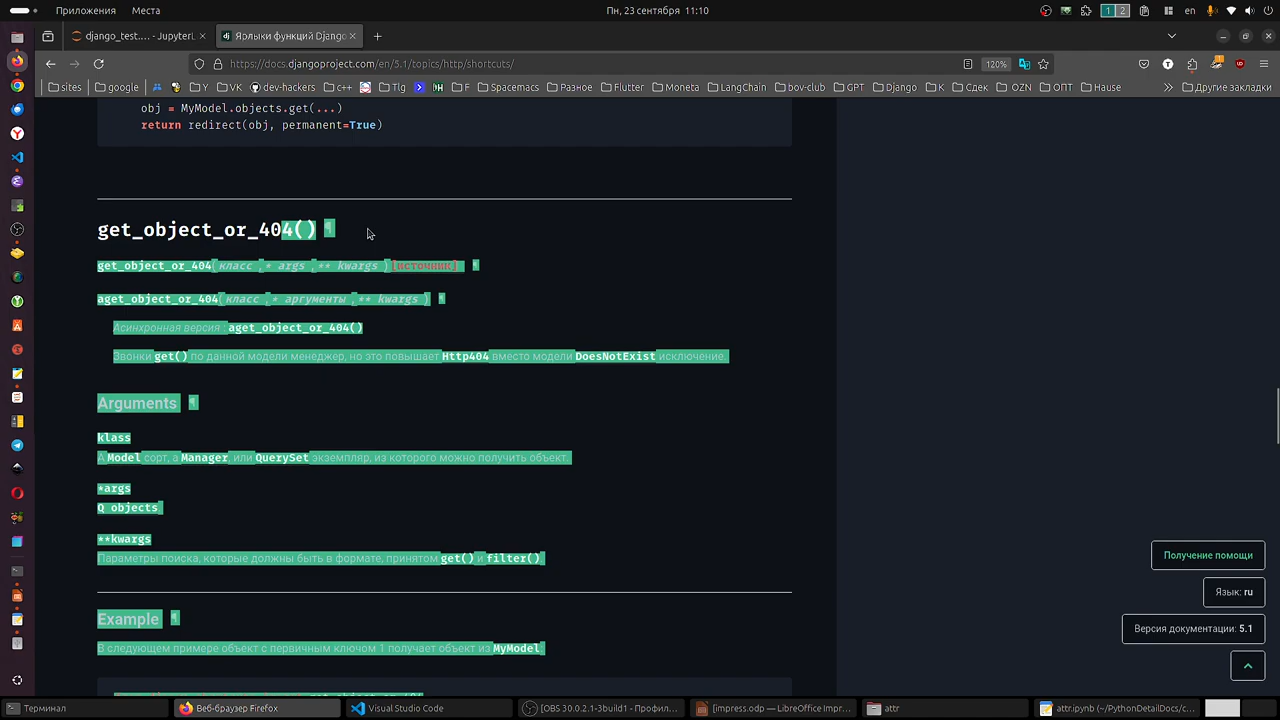 Приложения Места Пн, 23 сентября 11:10 1 2 en
django_test.... - JupyterL × Ярлыки функций Django × +
https://docs.djangoproject.com/en/5.1/topics/http/shortcuts/ 120%
sites google Y VK dev-hackers c++ Tlg F Spacemacs Разное Flutter Moneta LangChain bov-club GPT Django K Сдек OZN ОПТ Hause Другие закладки
obj = MyModel.objects.get(...)
return redirect(obj, permanent=True)
get_object_or_404() ¶
get_object_or_404( класс ,* args ,** kwargs )[источник] ¶
aget_object_or_404( класс ,* аргументы ,** kwargs ) ¶
Асинхронная версия : aget_object_or_404()
Звонки get() по данной модели менеджер, но это повышает Http404 вместо модели DoesNotExist исключение.
Arguments ¶
klass
А Model сорт, а Manager, или QuerySet экземпляр, из которого можно получить объект.
*args
Q objects
**kwargs
Параметры поиска, которые должны быть в формате, принятом get() и filter().
Example ¶
В следующем примере объект с первичным ключом 1 получает объект из MyModel:
Получение помощи
Язык: ru
Версия документации: 5.1
Терминал Веб-браузер Firefox Visual Studio Code [OBS 30.0.2.1-3build1 - Профил... [impress.odp — LibreOffice Impre... attr attr.ipynb (~/PythonDetailDocs/c...